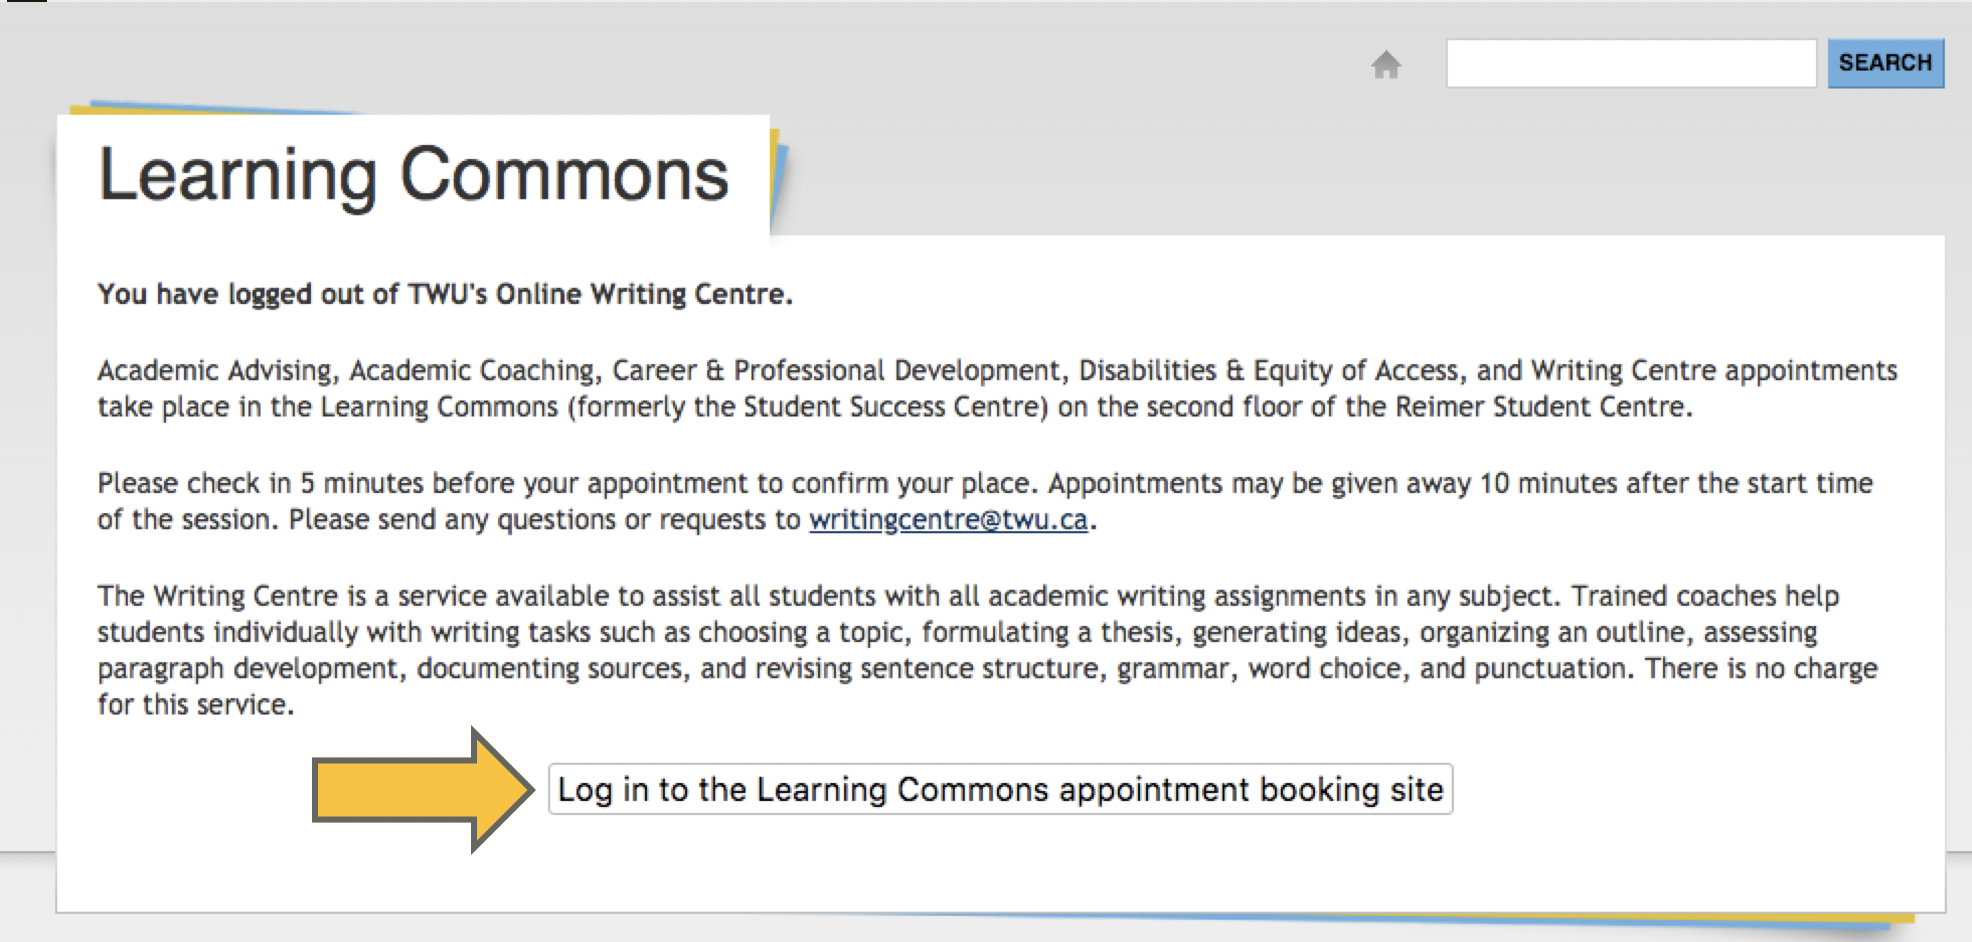 SEARCH
Learning Commons
You have logged out of TWU's Online Writing Centre.
Academic Advising, Academic Coaching, Career & Professional Development, Disabilities & Equity of Access, and Writing Centre appointments
take place in the Learning Commons (formerly the Student Success Centre) on the second floor of the Reimer Student Centre.
Please check in 5 minutes before your appointment to confirm your place. Appointments may be given away 10 minutes after the start time
of the session. Please send any questions or requests to writingcentre@twu.ca.
The Writing Centre is a service available to assist all students with all academic writing assignments in any subject. Trained coaches help
students individually with writing tasks such as choosing a topic, formulating a thesis, generating ideas, organizing an outline, assessing
paragraph development, documenting sources, and revising sentence structure, grammar, word choice, and punctuation. There is no charge
for this service.
Log in to the Learning Commons appointment booking site